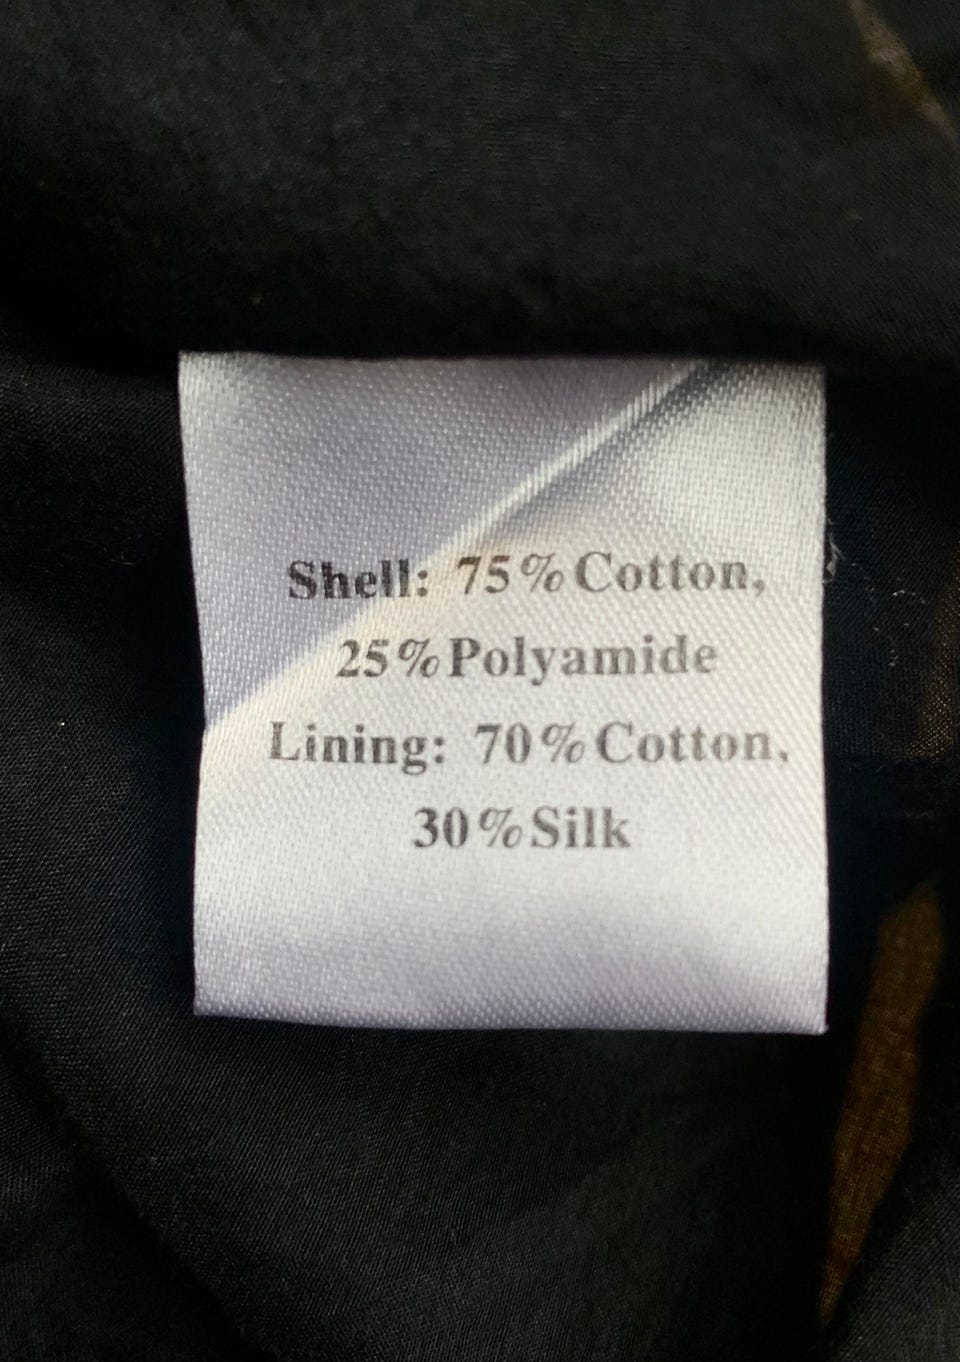 Shell: 75% Cotton,
25% Polyamide
Lining: 70% Cotton,
30% Silk